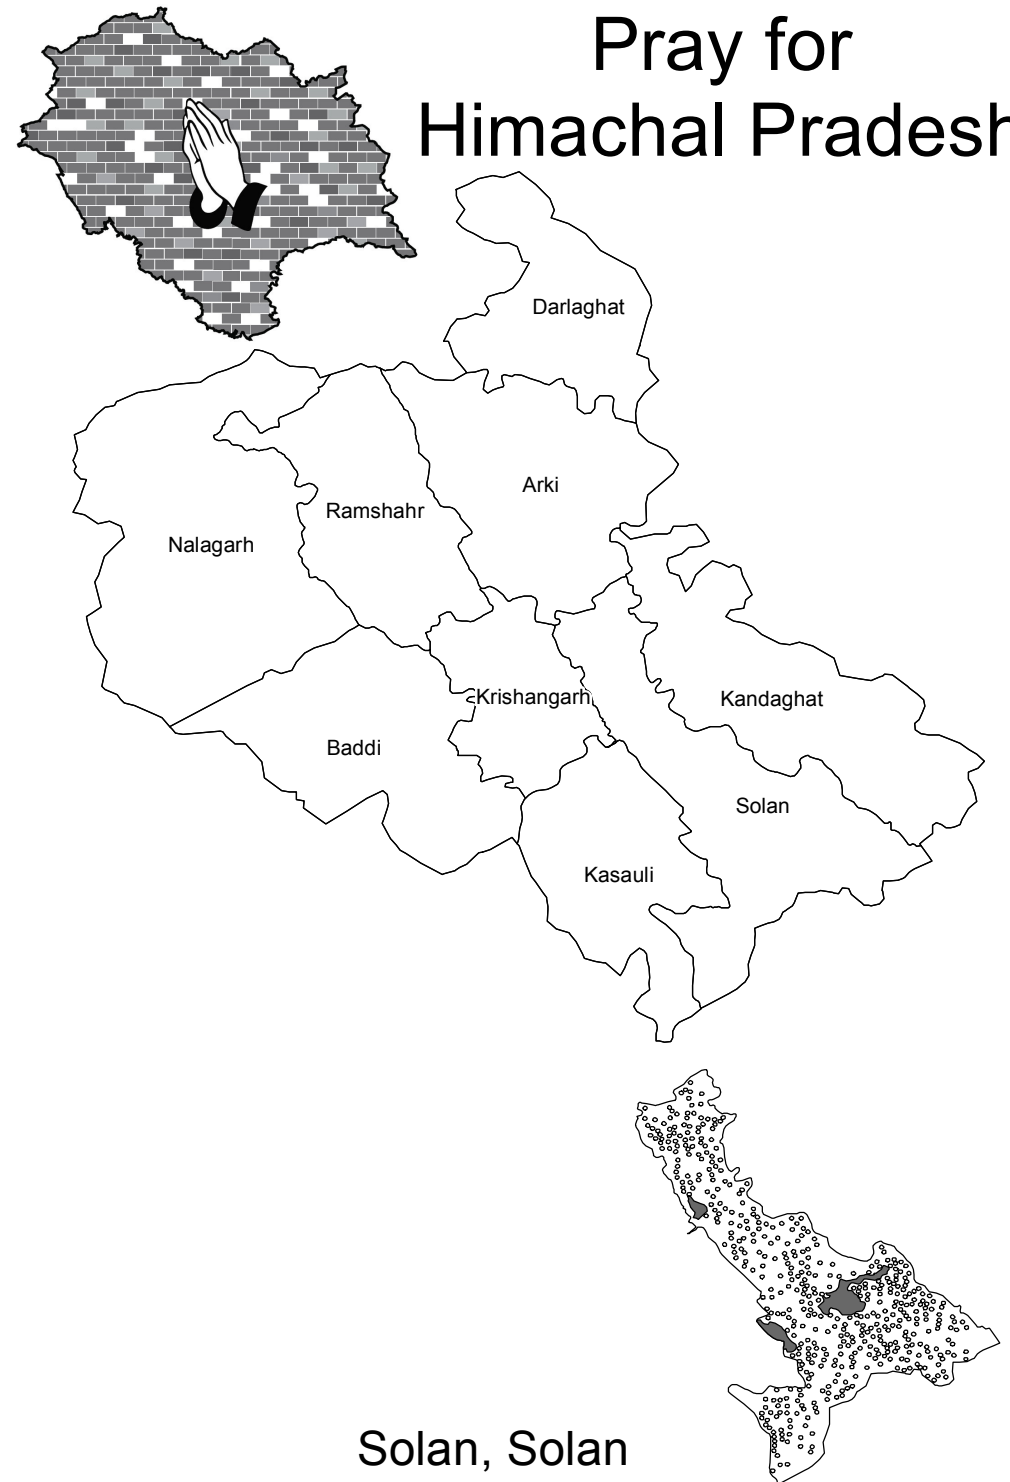 Pray for
Himachal Pradesh
Darlaghat
Arki
Ramshahr
Nalagarh
Krishangarh
Kandaghat
Baddi
Solan
Kasauli
Solan, Solan